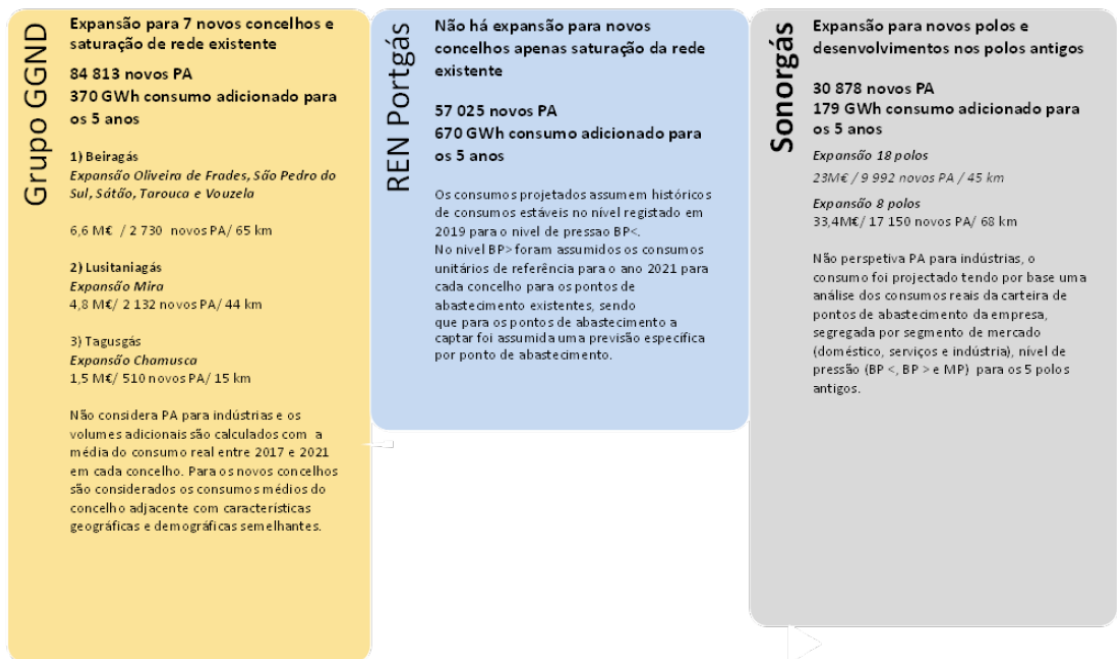 Grupo GGND
Expansão para 7 novos concelhos e
saturação de rede existente
84 813 novos PA
370 GWh consumo adicionado para
os 5 anos
1) Beiragás
Expansão Oliveira de Frades, São Pedro do
Sul, Sátão, Tarouca e Vouzela
6,6 M€ / 2 730 novos PA/ 65 km
2) Lusitaniagás
Expansão Mira
4,8 M€/ 2 132 novos PA/ 44 km
3) Tagusgás
Expansão Chamusca
1,5 M€/ 510 novos PA/ 15 km
Não considera PA para indústrias e os
volumes adicionais são calculados com a
média do consumo real entre 2017 e 2021
em cada concelho. Para os novos concelhos
são considerados os consumos médios do
concelho adjacente com características
geográficas e demográficas semelhantes.
REN Portgás
Não há expansão para novos
concelhos apenas saturação da rede
existente
57 025 novos PA
670 GWh consumo adicionado para
os 5 anos
Os consumos projetados assumem históricos
de consumos estáveis no nível registado em
2019 para o nivel de pressao BP<.
No nivel BP> foram assumidos os consumos
unitários de referência para o ano 2021 para
cada concelho para os pontos de
abastecimento existentes, sendo
que para os pontos de abastecimento a
captar foi assumida uma previsão específica
por ponto de abastecimento.
Sonorgás
Expansão para novos polos e
desenvolvimentos nos polos antigos
30 878 novos PA
179 GWh consumo adicionado para
os 5 anos
Expansão 18 polos
23M€ / 9 992 novos PA / 45 km
Expansão 8 polos
33,4M€/ 17 150 novos PA/ 68 km
Não perspetiva PA para indústrias, o
consumo foi projectado tendo por base uma
análise dos consumos reais da carteira de
pontos de abastecimento da empresa,
segregada por segmento de mercado
(doméstico, serviços e indústria), nível de
pressão (BP <, BP > e MP) para os 5 polos
antigos.